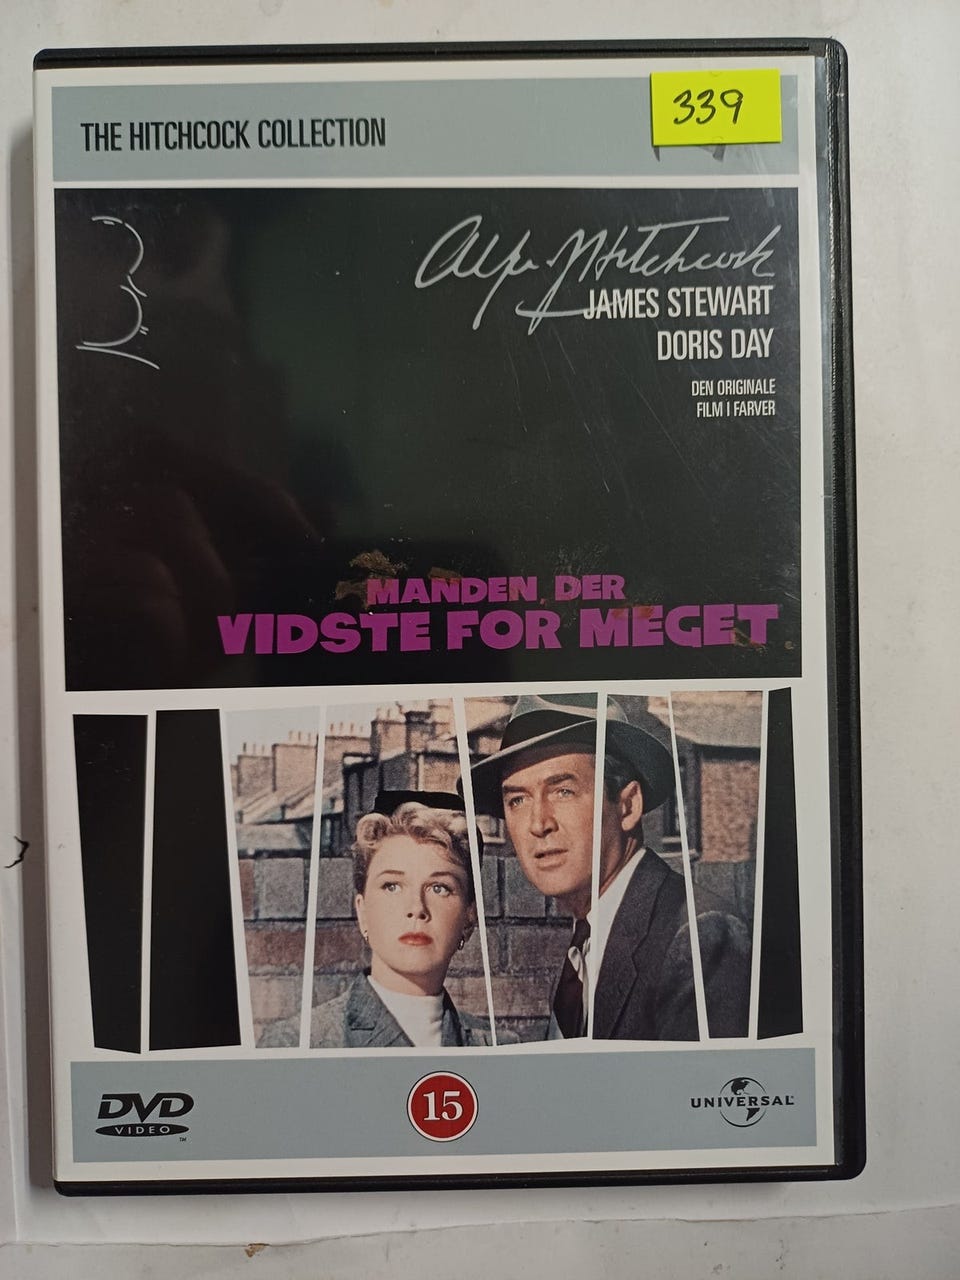 THE HITCHCOCK COLLECTION
339
Alfred Hitchcock
JAMES STEWART
DORIS DAY
DEN ORIGINALE
FILM I FARVER
MANDEN, DER
VIDSTE FOR MEGET
DVD
VIDEO
TM
15
UNIVERSAL